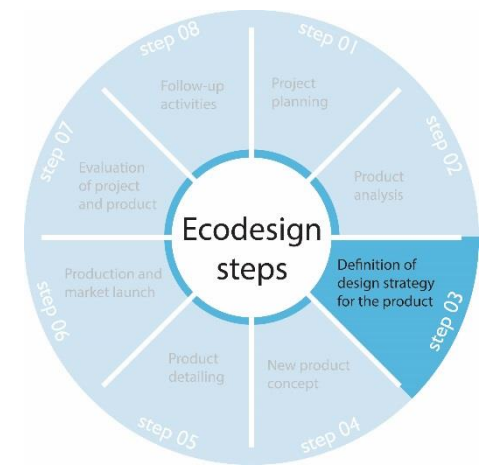 Ecodesign
steps
step 01
Project
planning
step 02
Product
analysis
step 03
Definition of
design strategy
for the product
step 04
New product
concept
step 05
Product
detailing
step 06
Production and
market launch
step 07
Evaluation
of project
and product
step 08
Follow-up
activities